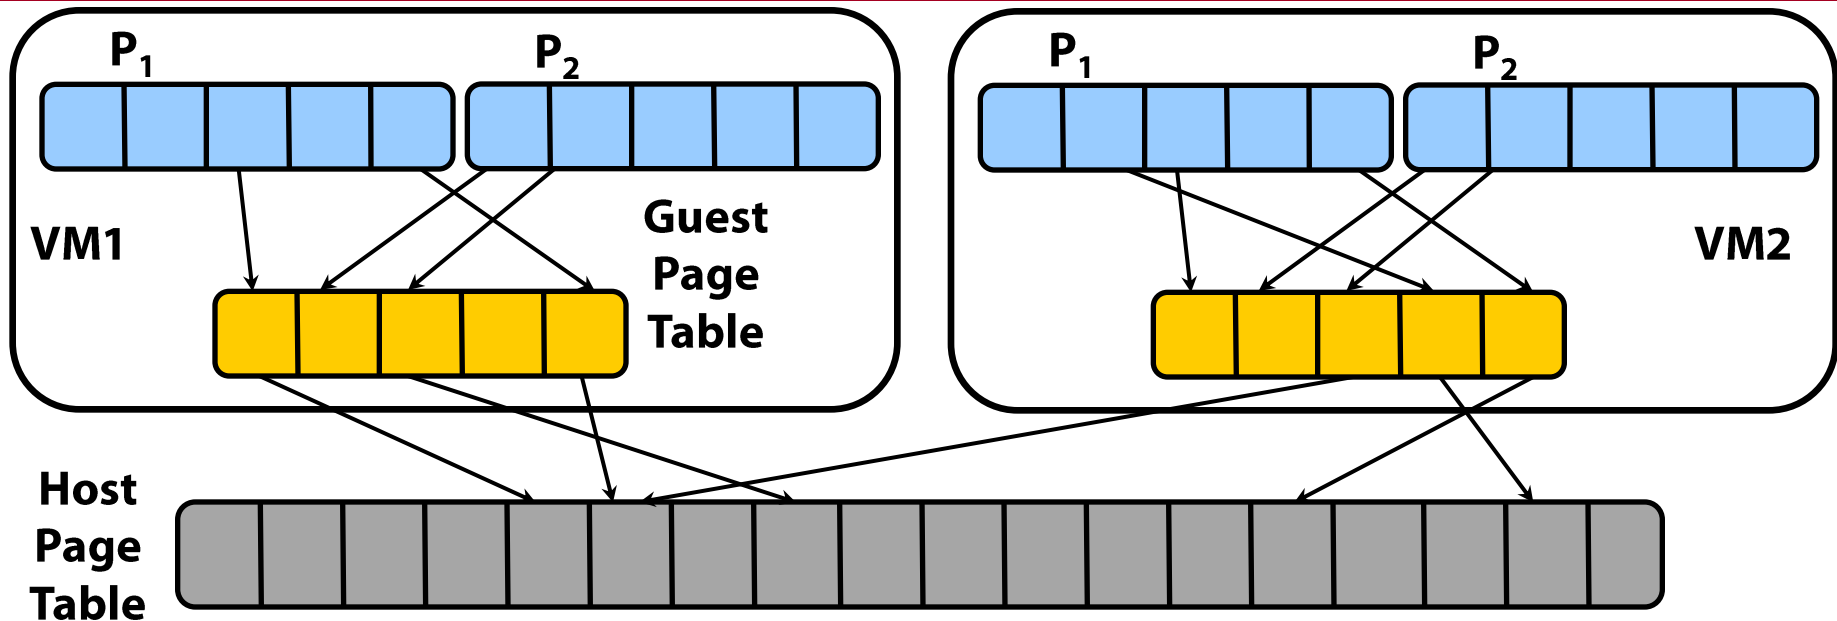 P1
P2
P1
P2
VM1
Guest
Page
Table
VM2
Host
Page
Table